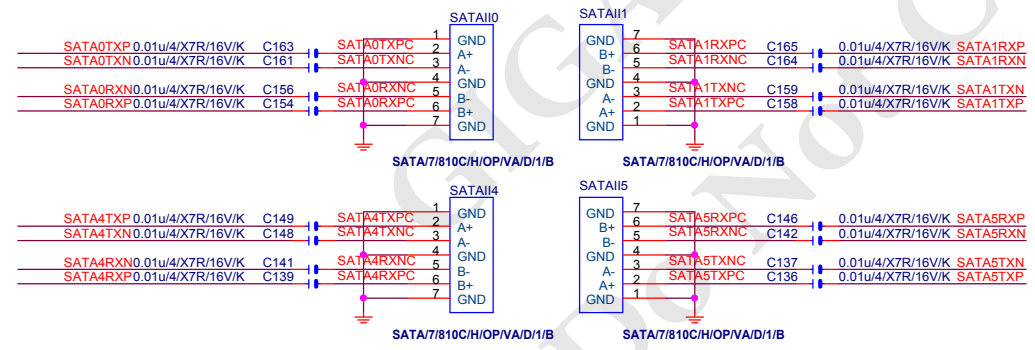 SATAII0
SATA0TXP 0.01u/4/X7R/16V/K C163 SATA0TXPC 1 GND
SATA0TXN 0.01u/4/X7R/16V/K C161 SATA0TXNC 2 A+
3 A-
4 GND
SATA0RXN 0.01u/4/X7R/16V/K C156 SATA0RXNC 5 B-
SATA0RXP 0.01u/4/X7R/16V/K C154 SATA0RXPC 6 B+
7 GND
SATA/7/810C/H/OP/VA/D/1/B
SATAII1
GND 7
B+ 6 SATA1RXPC C165 0.01u/4/X7R/16V/K SATA1RXP
B- 5 SATA1RXNC C164 0.01u/4/X7R/16V/K SATA1RXN
GND 4
A- 3 SATA1TXNC C159 0.01u/4/X7R/16V/K SATA1TXN
A+ 2 SATA1TXPC C158 0.01u/4/X7R/16V/K SATA1TXP
GND 1
SATA/7/810C/H/OP/VA/D/1/B
SATAII4
1 GND
SATA4TXP 0.01u/4/X7R/16V/K C149 SATA4TXPC 2 A+
SATA4TXN 0.01u/4/X7R/16V/K C148 SATA4TXNC 3 A-
4 GND
SATA4RXN 0.01u/4/X7R/16V/K C141 SATA4RXNC 5 B-
SATA4RXP 0.01u/4/X7R/16V/K C139 SATA4RXPC 6 B+
7 GND
SATA/7/810C/H/OP/VA/D/1/B
SATAII5
GND 7
B+ 6 SATA5RXPC C146 0.01u/4/X7R/16V/K SATA5RXP
B- 5 SATA5RXNC C142 0.01u/4/X7R/16V/K SATA5RXN
GND 4
A- 3 SATA5TXNC C137 0.01u/4/X7R/16V/K SATA5TXN
A+ 2 SATA5TXPC C136 0.01u/4/X7R/16V/K SATA5TXP
GND 1
SATA/7/810C/H/OP/VA/D/1/B
Do Not